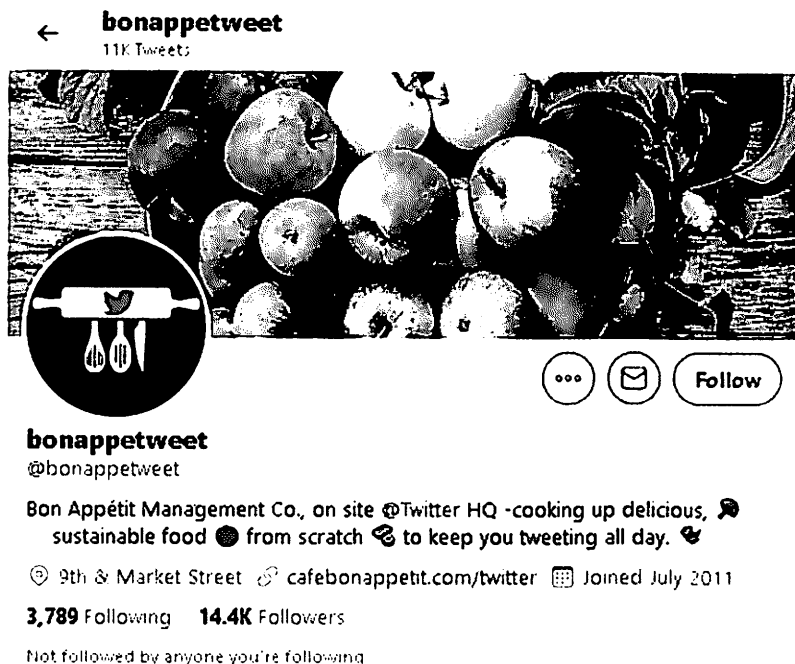 bonappetweet
11K Tweets
Follow
bonappetweet
@bonappetweet
Bon Appétit Management Co., on site @Twitter HQ -cooking up delicious,
sustainable food from scratch to keep you tweeting all day.
9th & Market Street cafebonappetit.com/twitter Joined July 2011
3,789 Following 14.4K Followers
Not followed by anyone you're following